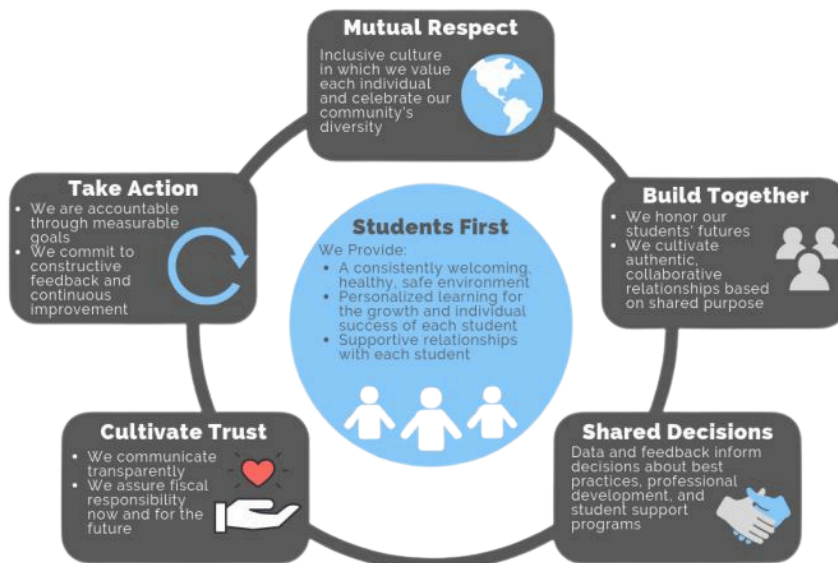 Mutual Respect
Inclusive culture
in which we value
each individual
and celebrate our
community's
diversity
Take Action
• We are accountable
through measurable
goals
• We commit to
constructive
feedback and
continuous
improvement
Students First
We Provide:
• A consistently welcoming,
healthy, safe environment
• Personalized learning for
the growth and individual
success of each student
• Supportive relationships
with each student
Build Together
• We honor our
students' futures
• We cultivate
authentic,
collaborative
relationships based
on shared purpose
Cultivate Trust
• We communicate
transparently
• We assure fiscal
responsibility
now and for the
future
Shared Decisions
Data and feedback inform
decisions about best
practices, professional
development, and
student support
programs